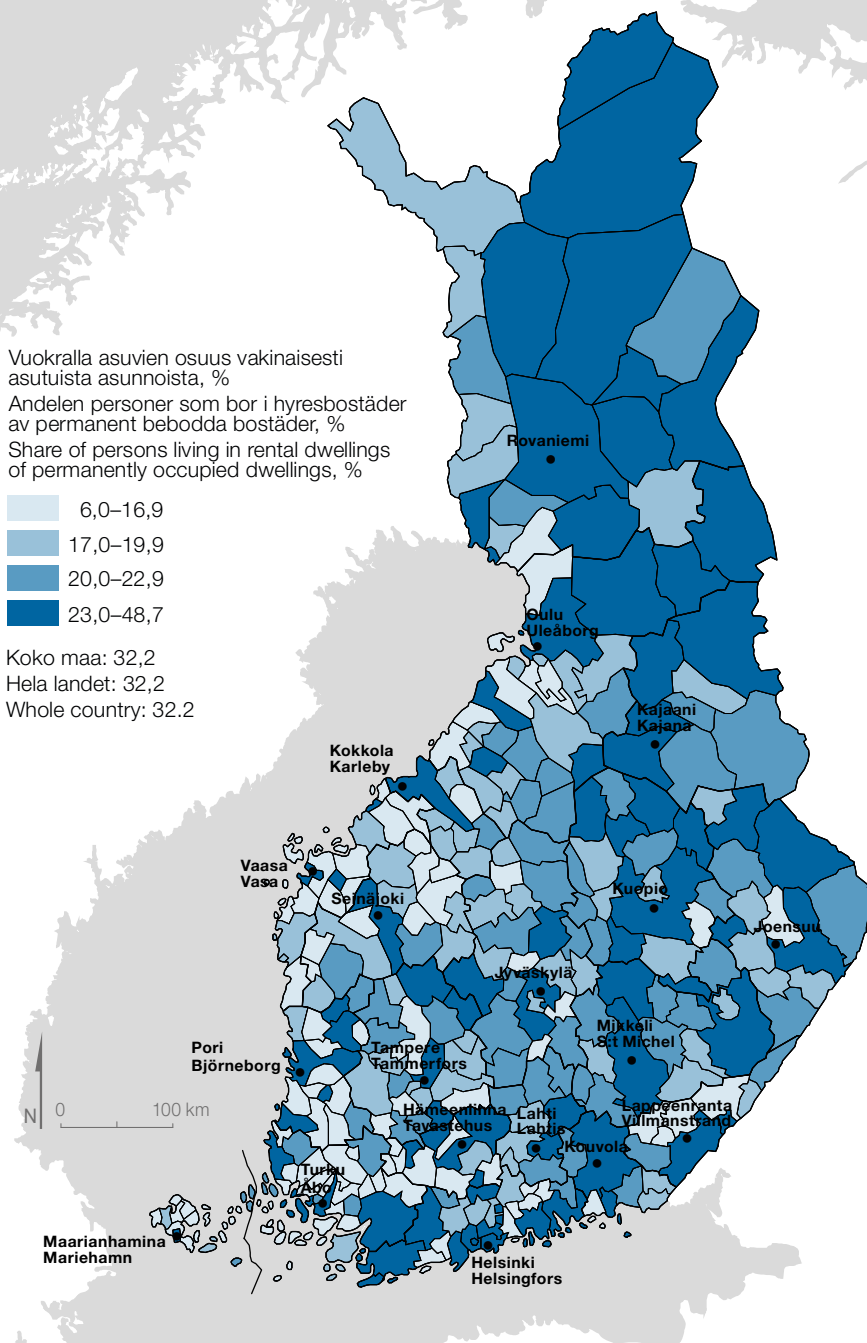 Vuokralla asuvien osuus vakinaisesti
asutuista asunnoista, %
Andelen personer som bor i hyresbostäder
av permanent bebodda bostäder, %
Share of persons living in rental dwellings
of permanently occupied dwellings, %
6,0–16,9
17,0–19,9
20,0–22,9
23,0–48,7
Koko maa: 32,2
Hela landet: 32,2
Whole country: 32.2
Rovaniemi
Oulu
Uleåborg
Kajaani
Kajana
Kokkola
Karleby
Vaasa
Vasa
Seinäjoki
Kuopio
Joensuu
Jyväskylä
Mikkeli
S:t Michel
Pori
Björneborg
Tampere
Tammerfors
N
0
100 km
Hämeenlinna
Tavastehus
Lahti
Lahtis
Lappeenranta
Villmanstrand
Kouvola
Turku
Åbo
Maarianhamina
Mariehamn
Helsinki
Helsingfors